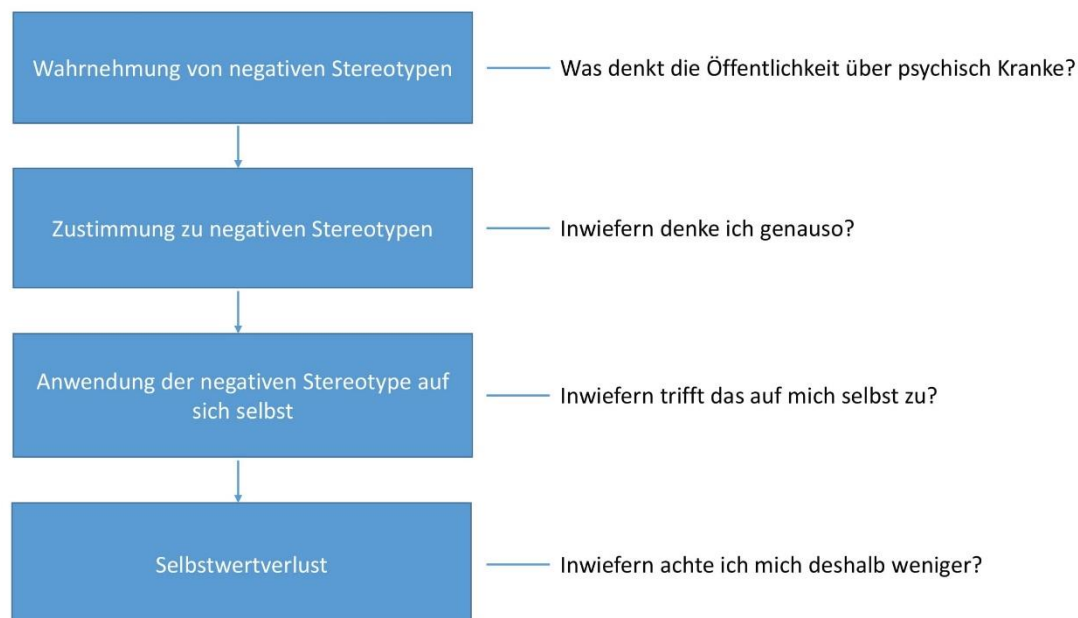 Wahrnehmung von negativen Stereotypen
Was denkt die Öffentlichkeit über psychisch Kranke?
Zustimmung zu negativen Stereotypen
Inwiefern denke ich genauso?
Anwendung der negativen Stereotype auf
sich selbst
Inwiefern trifft das auf mich selbst zu?
Selbstwertverlust
Inwiefern achte ich mich deshalb weniger?